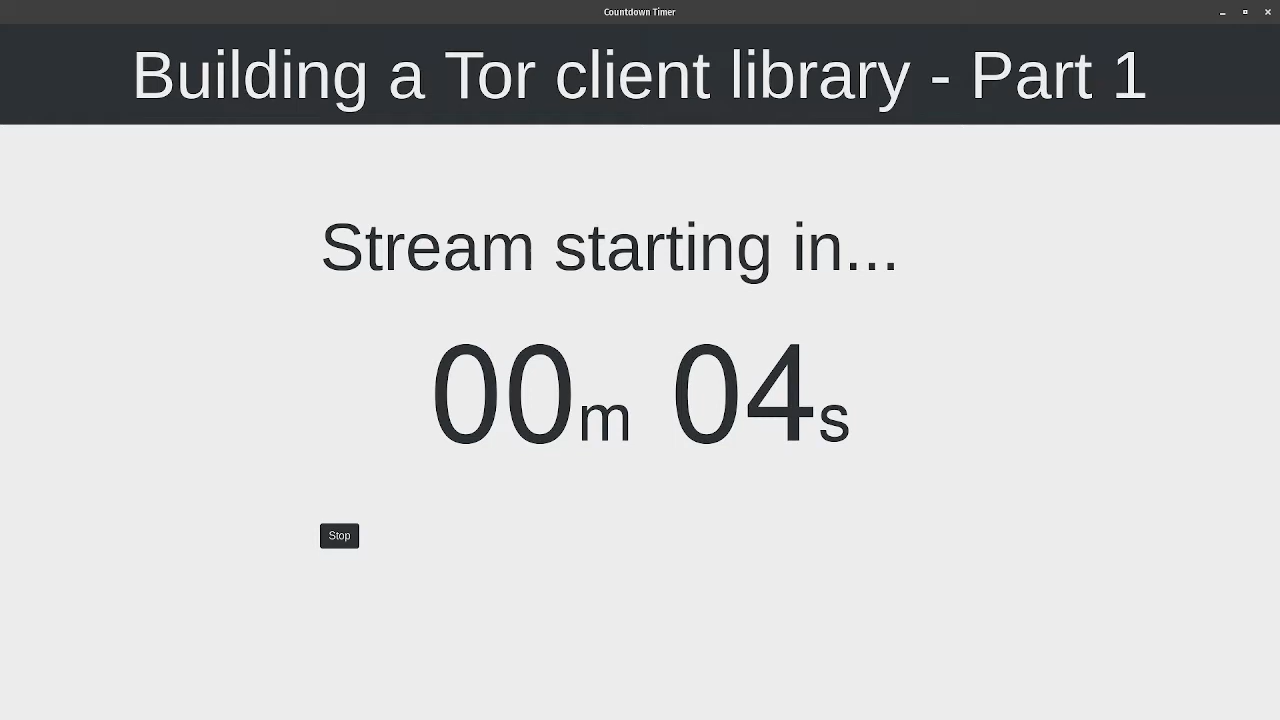 Countdown Timer
Building a Tor client library - Part 1
Stream starting in...
00m 04s
Stop